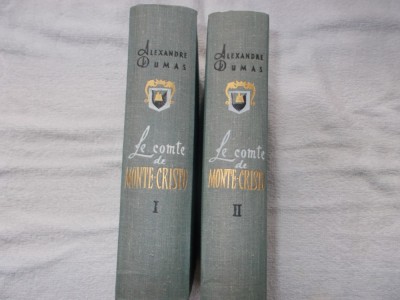 ALEXANDRE
DUMAS
Le comte
de
MONTE-CRISTO
I
ALEXANDRE
DUMAS
Le comte
de
MONTE-CRISTO
II